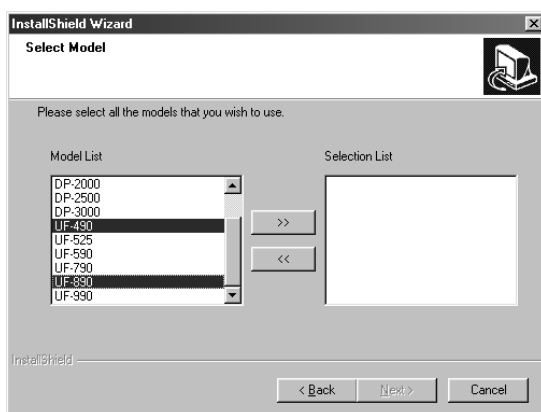 InstallShield Wizard
Select Model
Please select all the models that you wish to use.
Model List
Selection List
DP-2000
DP-2500
DP-3000
UF-490
UF-525
UF-590
UF-790
UF-890
UF-990
>>
<<
InstallShield
< Back
Next >
Cancel